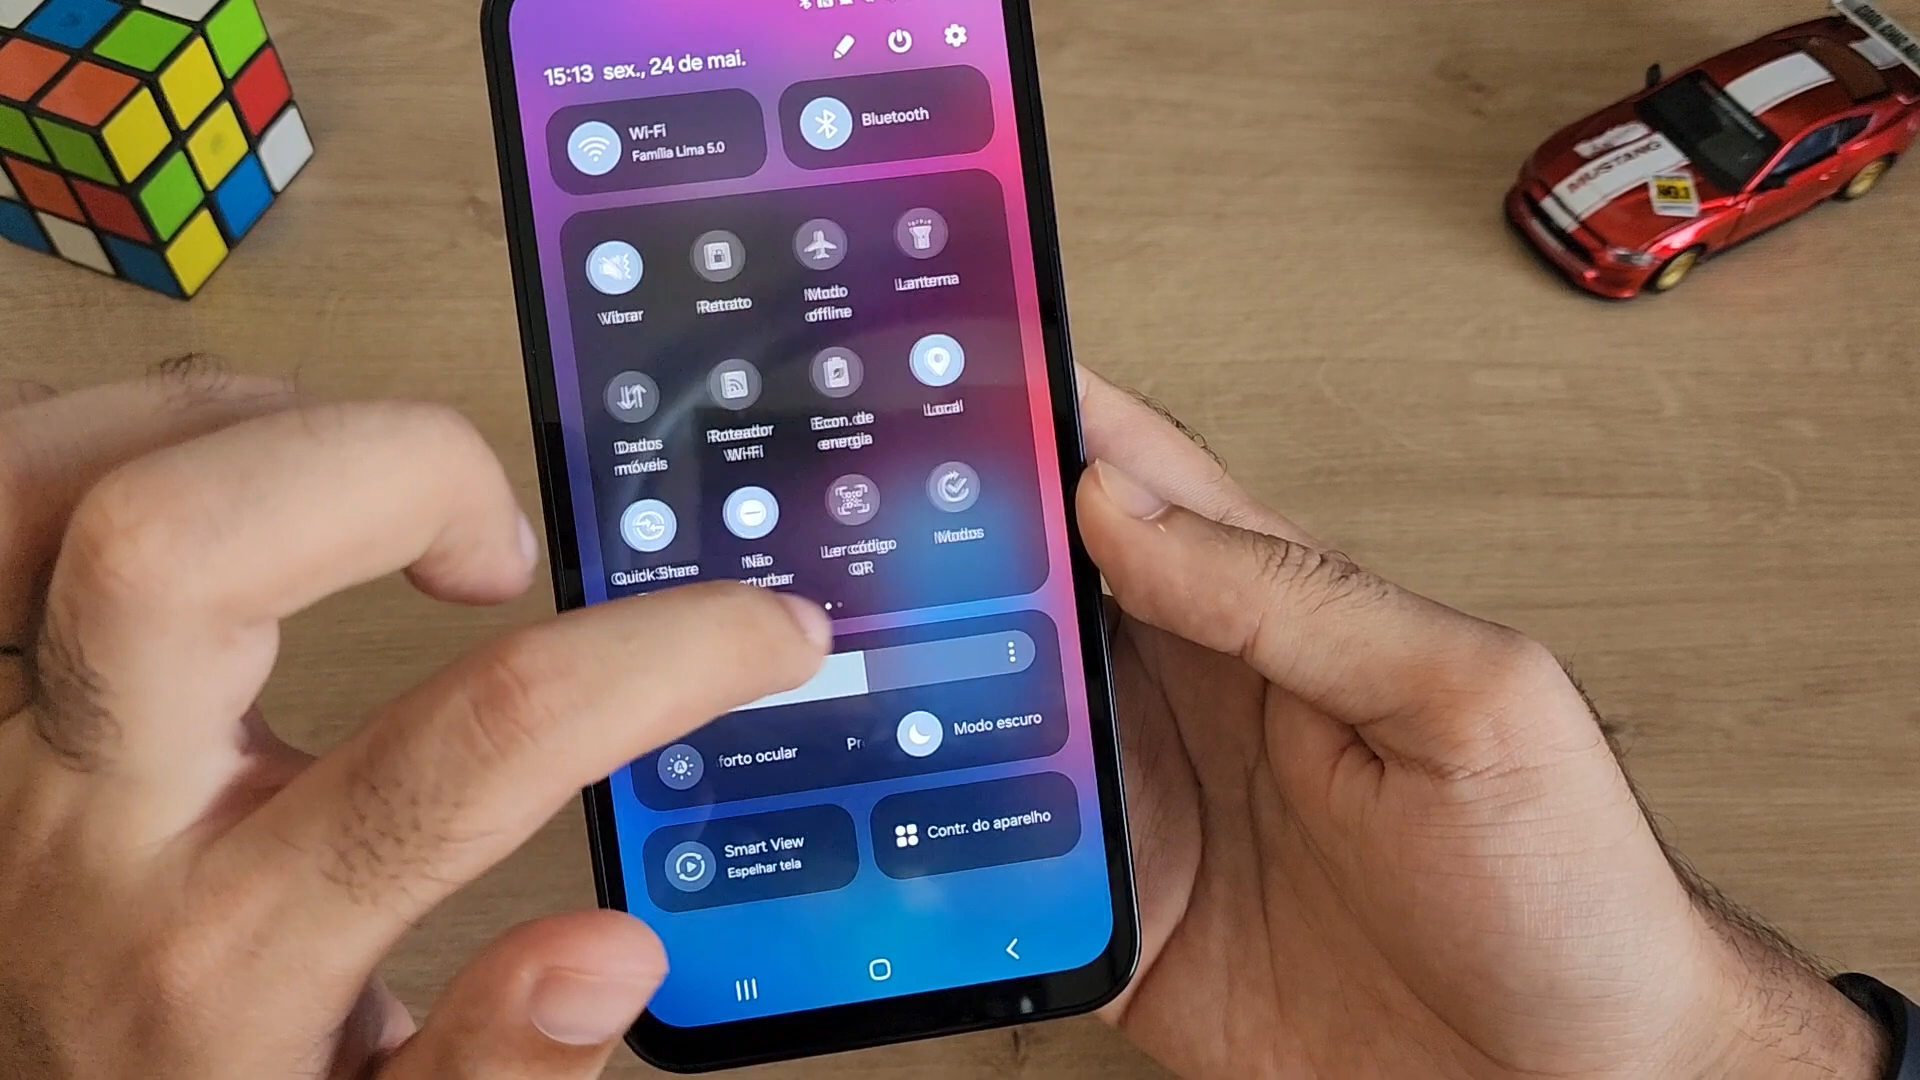 15:13 sex., 24 de mai.
Wi-Fi
Família Lima 5.0
Bluetooth
Vibrar
Retrato
Modo
offline
Lanterna
Dados
móveis
Roteador
Wi-Fi
Econ. de
energia
Local
Quick Share
Não
Ler código
QR
Modos
forto ocular
Modo escuro
Smart View
Espelhar tela
Contr. do aparelho
MUSTANG